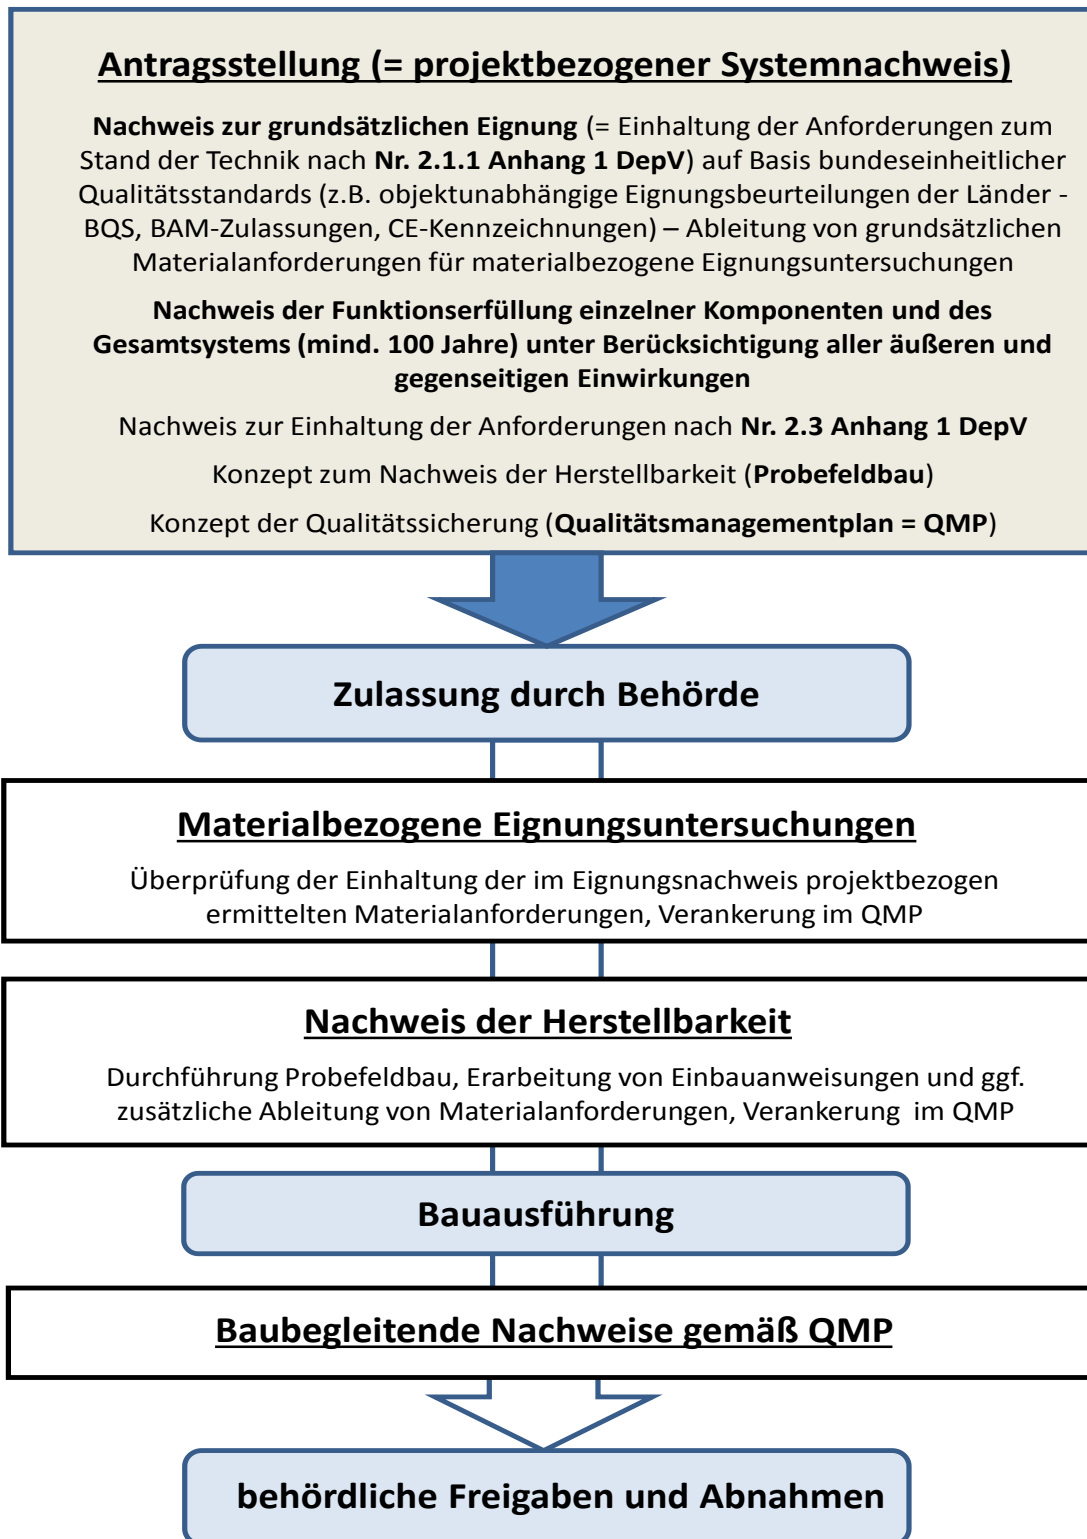 Antragsstellung (= projektbezogener Systemnachweis)
Nachweis zur grundsätzlichen Eignung (= Einhaltung der Anforderungen zum
Stand der Technik nach Nr. 2.1.1 Anhang 1 DepV) auf Basis bundeseinheitlicher
Qualitätsstandards (z.B. objektunabhängige Eignungsbeurteilungen der Länder -
BQS, BAM-Zulassungen, CE-Kennzeichnungen) – Ableitung von grundsätzlichen
Materialanforderungen für materialbezogene Eignungsuntersuchungen
Nachweis der Funktionserfüllung einzelner Komponenten und des
Gesamtsystems (mind. 100 Jahre) unter Berücksichtigung aller äußeren und
gegenseitigen Einwirkungen
Nachweis zur Einhaltung der Anforderungen nach Nr. 2.3 Anhang 1 DepV
Konzept zum Nachweis der Herstellbarkeit (Probefeldbau)
Konzept der Qualitätssicherung (Qualitätsmanagementplan = QMP)
Zulassung durch Behörde
Materialbezogene Eignungsuntersuchungen
Überprüfung der Einhaltung der im Eignungsnachweis projektbezogen
ermittelten Materialanforderungen, Verankerung im QMP
Nachweis der Herstellbarkeit
Durchführung Probefeldbau, Erarbeitung von Einbauanweisungen und ggf.
zusätzliche Ableitung von Materialanforderungen, Verankerung im QMP
Bauausführung
Baubegleitende Nachweise gemäß QMP
behördliche Freigaben und Abnahmen